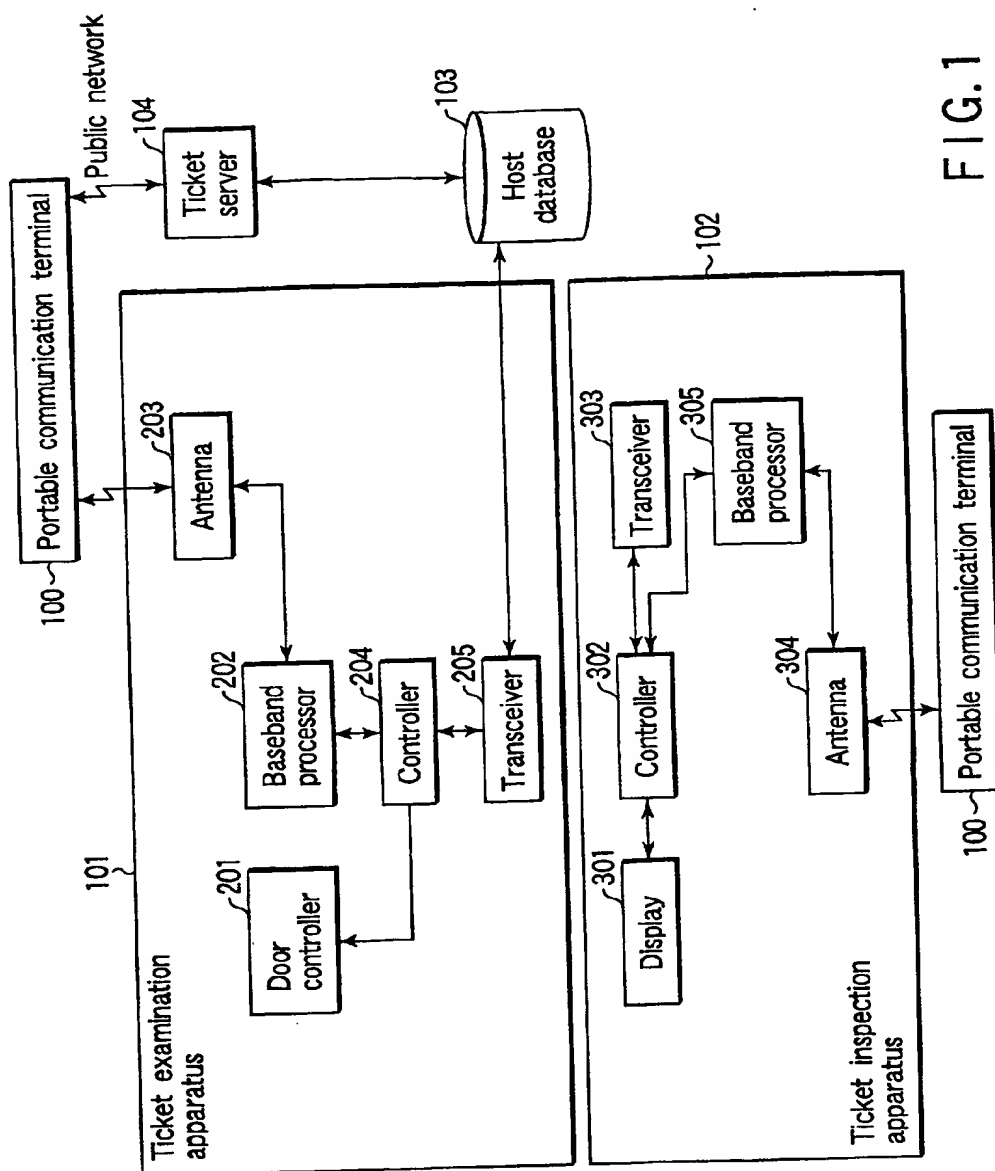 100
Portable communication terminal
Public network
101
Ticket examination
apparatus
203
Antenna
104
Ticket
server
202
Baseband
processor
201
Door
controller
204
Controller
205
Transceiver
103
Host
database
102
Ticket inspection
apparatus
301
Display
302
Controller
303
Transceiver
305
Baseband
processor
304
Antenna
100
Portable communication terminal
FIG. 1